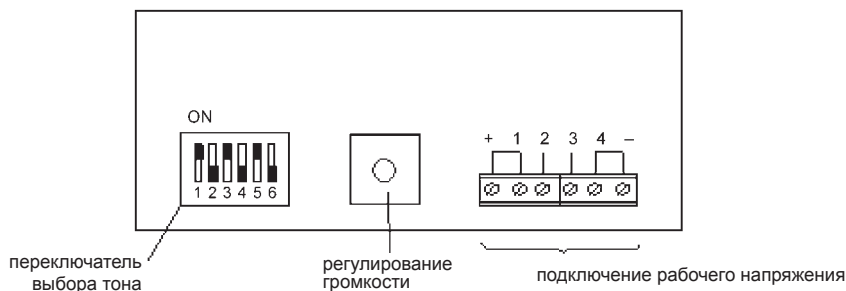 ON
1 2 3 4 5 6
+ 1 2 3 4 –
переключатель
выбора тона
регулирование
громкости
подключение рабочего напряжения